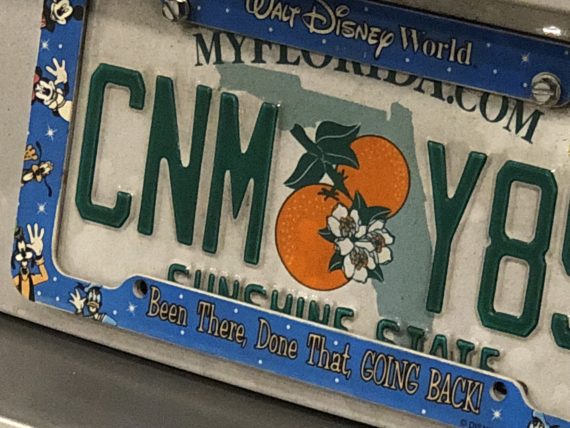 Walt Disney World
MYFLORIDA.COM
CNM Y8
SUNSHINE STATE
Been There, Done That, GOING BACK!